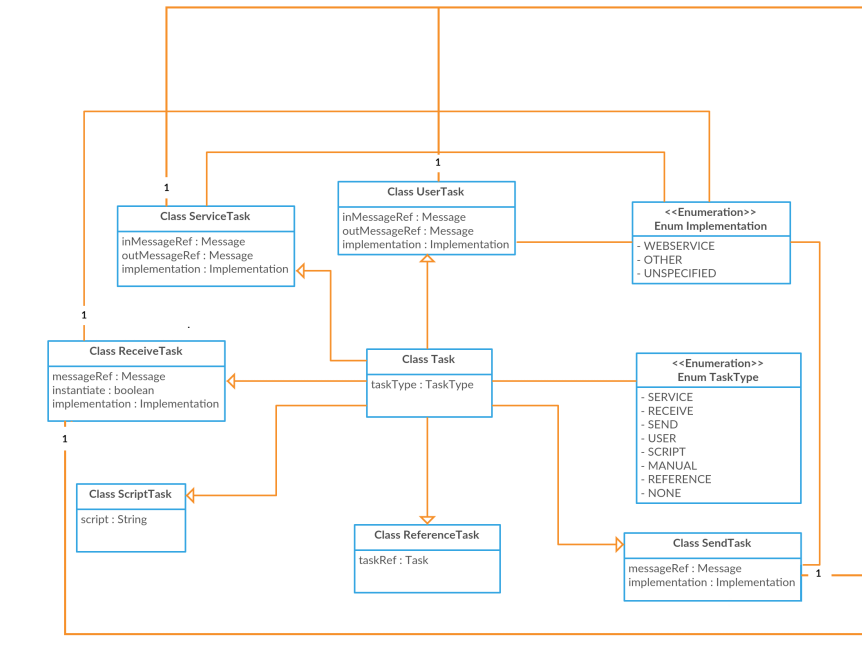 1
1
Class ServiceTask
inMessageRef : Message
outMessageRef : Message
implementation : Implementation
Class UserTask
inMessageRef : Message
outMessageRef : Message
implementation : Implementation
<<Enumeration>>
Enum Implementation
- WEBSERVICE
- OTHER
- UNSPECIFIED
1
Class ReceiveTask
messageRef : Message
instantiate : boolean
implementation : Implementation
1
.
Class Task
taskType : TaskType
<<Enumeration>>
Enum TaskType
- SERVICE
- RECEIVE
- SEND
- USER
- SCRIPT
- MANUAL
- REFERENCE
- NONE
Class ScriptTask
script : String
Class ReferenceTask
taskRef : Task
Class SendTask
messageRef : Message
implementation : Implementation
1